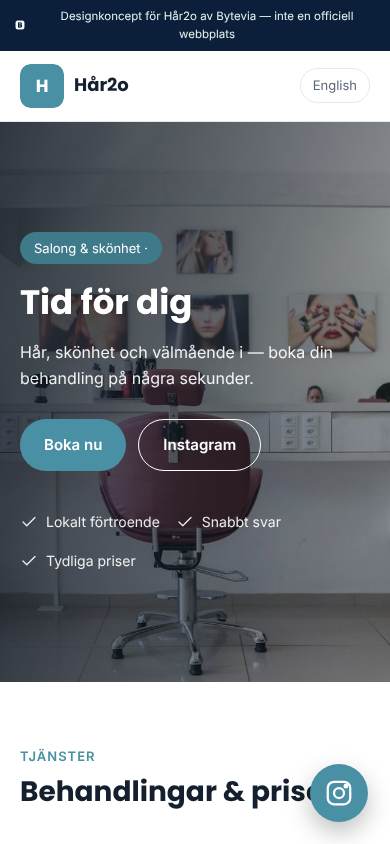 Designkoncept för Hår2o av Bytevia — inte en officiell
webbplats
H
Hår2o
English
Salong & skönhet ·
Tid för dig
Hår, skönhet och välmående i — boka din
behandling på några sekunder.
Boka nu
Instagram
Lokalt förtroende
Snabbt svar
Tydliga priser
TJÄNSTER
Behandlingar &